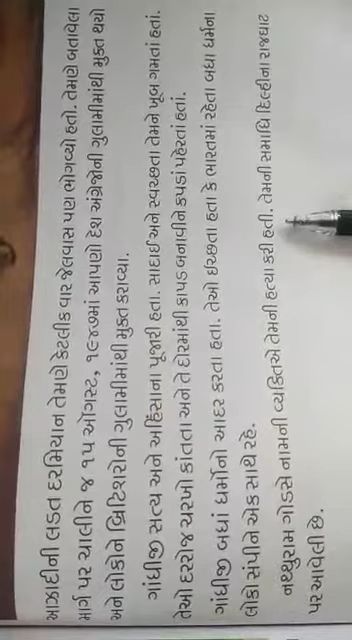 આઝાદીની લડત દરમિયાન તેમણે કેટલીક વાર જેલવાસ પણ ભોગવ્યો હતો. તેમણે બતાવેલા
માર્ગ પર ચાલીને જ ૧૫ ઑગસ્ટ, ૧૯૪૭માં આપણો દેશ અંગ્રેજોની ગુલામીમાંથી મુક્ત થયો
અને લોકોને બ્રિટિશરોની ગુલામીમાંથી મુક્ત કરાવ્યા.
ગાંધીજી સત્ય અને અહિંસાના પૂજારી હતા. સાદાઈ અને સ્વચ્છતા તેમને ખૂબ ગમતાં હતાં.
તેઓ દરરોજ ચરખો કાંતતા અને તે દોરામાંથી કાપડ બનાવીને કપડાં પહેરતાં હતાં.
ગાંધીજી બધાં ધર્મોનો આદર કરતા હતા. તેઓ ઇચ્છતા હતા કે ભારતમાં રહેતા બધા ધર્મના
લોકો સંપીને એક સાથે રહે.
નથ્થુરામ ગોડસે નામની વ્યક્તિએ તેમની હત્યા કરી હતી. તેમની સમાધિ દિલ્હીના રાજઘાટ
પર આવેલી છે.